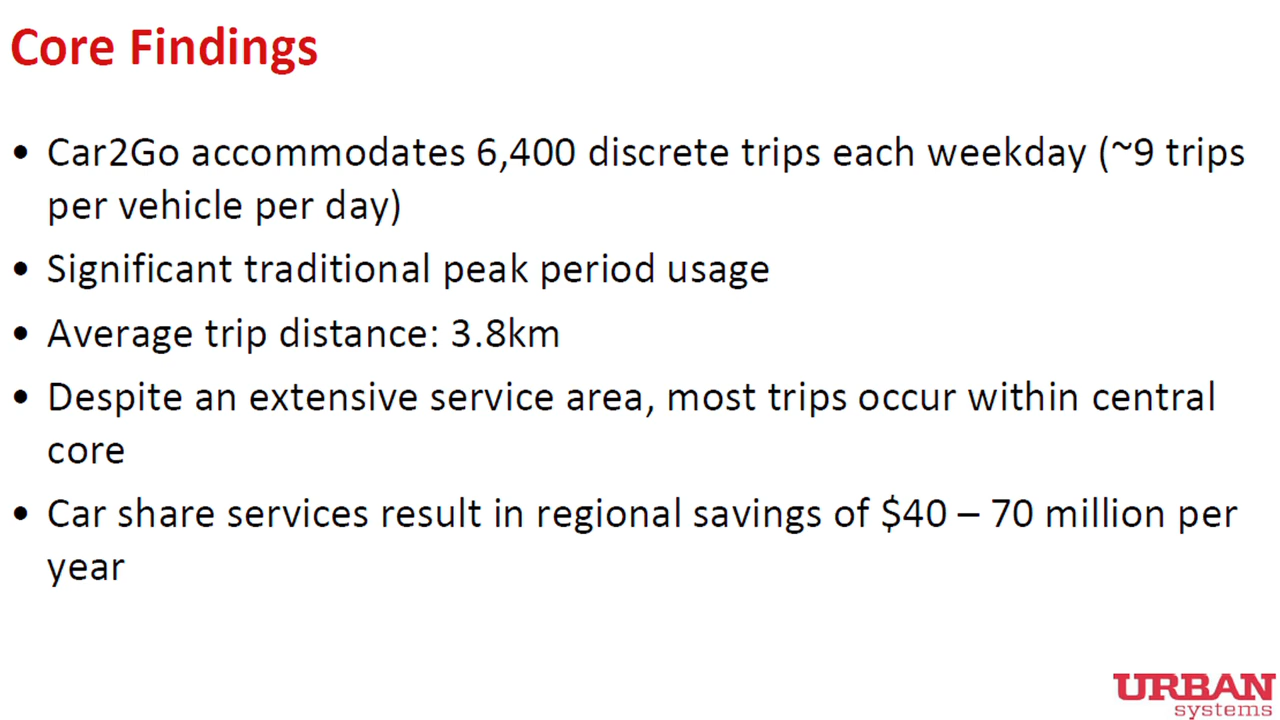 Core Findings
• Car2Go accommodates 6,400 discrete trips each weekday (~9 trips
per vehicle per day)
• Significant traditional peak period usage
• Average trip distance: 3.8km
• Despite an extensive service area, most trips occur within central
core
• Car share services result in regional savings of $40 – 70 million per
year
URBAN
systems